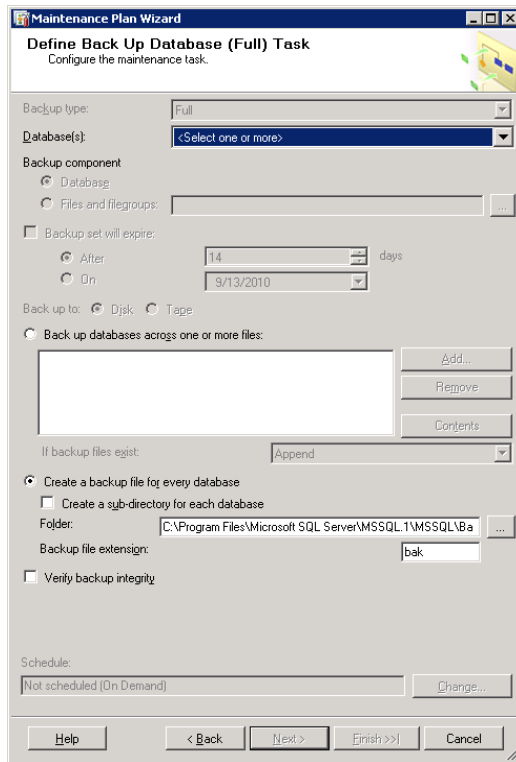 Maintenance Plan Wizard
Define Back Up Database (Full) Task
Configure the maintenance task.
Backup type: Full
Database(s): <Select one or more>
Backup component
Database
Files and filegroups: ...
Backup set will expire:
After 14 days
On 9/13/2010
Back up to: Disk Tape
Back up databases across one or more files:
Add...
Remove
Contents
If backup files exist: Append
Create a backup file for every database
Create a sub-directory for each database
Folder: C:\Program Files\Microsoft SQL Server\MSSQL.1\MSSQL\Ba ...
Backup file extension: bak
Verify backup integrity
Schedule:
Not scheduled (On Demand) Change...
Help < Back Next > Finish >>| Cancel